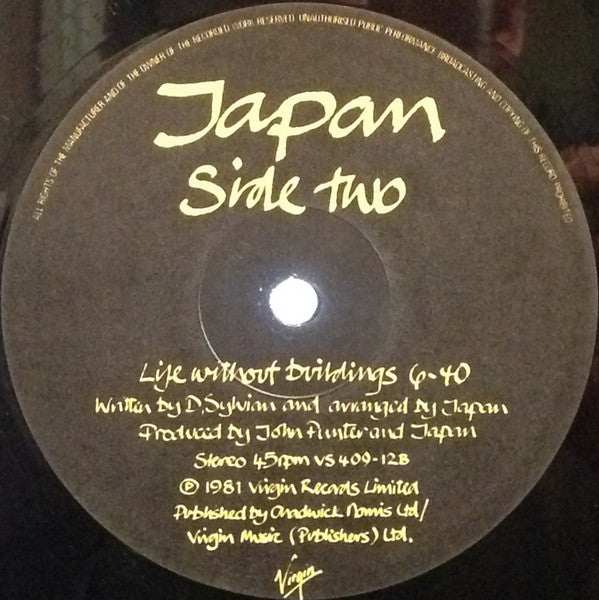 ALL RIGHTS OF THE MANUFACTURER AND OF THE OWNER OF THE RECORDED WORK RESERVED. UNAUTHORISED PUBLIC PERFORMANCE, BROADCASTING AND COPYING OF THIS RECORD PROHIBITED
Japan
Side two
Life without buildings 6-40
Written by D. Sylvian and arranged by Japan
Produced by John Punter and Japan
Stereo 45rpm VS 409-12B
℗ 1981 Virgin Records Limited
Published by Chadwick Nomis Ltd/
Virgin Music (Publishers) Ltd.
Virgin